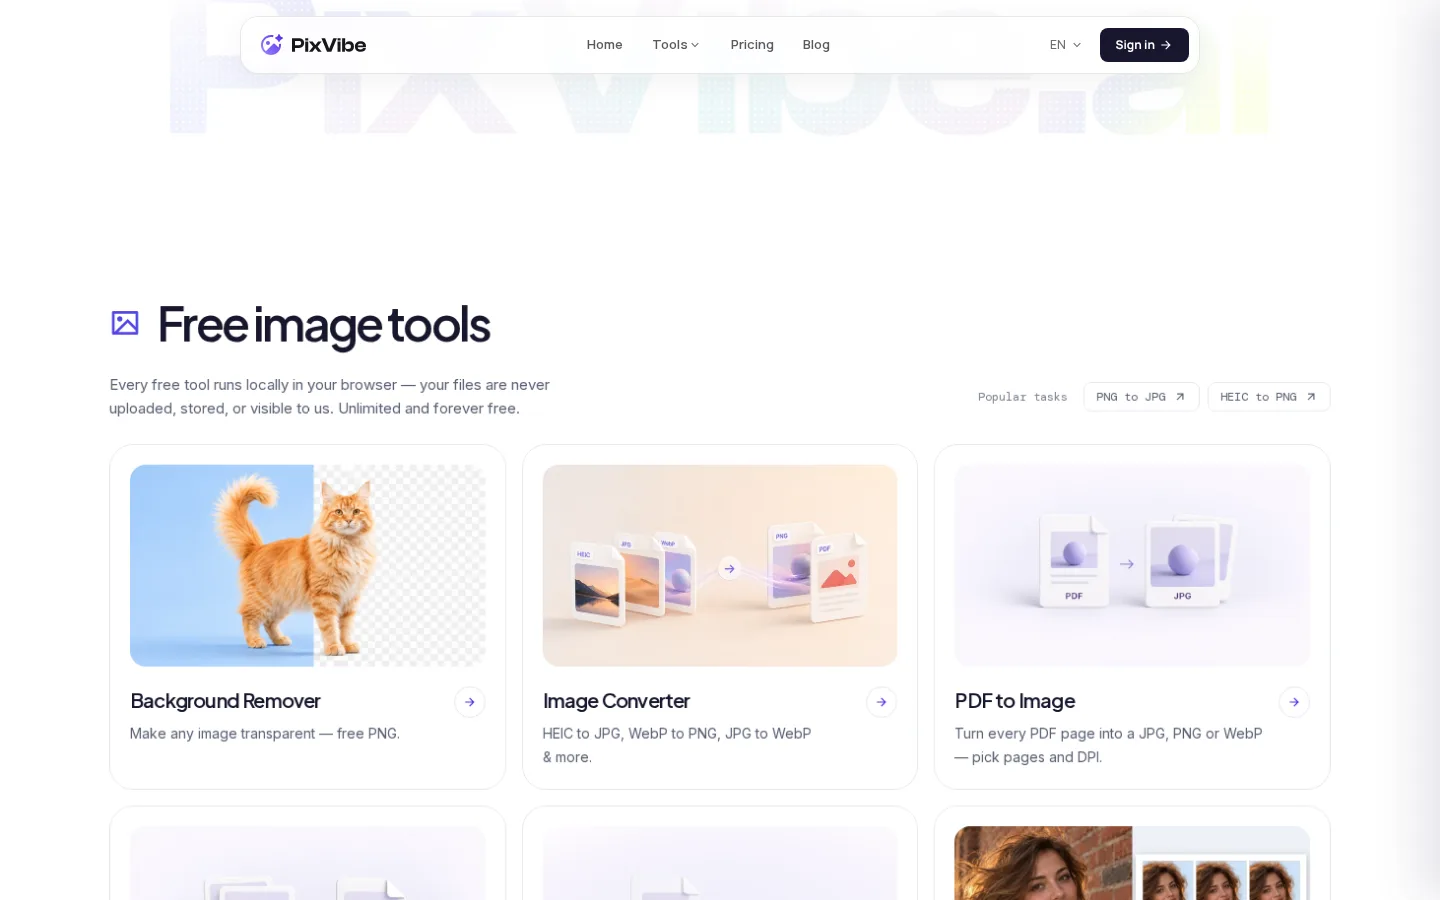 PixVibe.ai
PixVibe
Home
Tools
Pricing
Blog
EN
Sign in
Free image tools
Every free tool runs locally in your browser — your files are never
uploaded, stored, or visible to us. Unlimited and forever free.
Popular tasks
PNG to JPG
HEIC to PNG
HEIC
JPG
WebP
PNG
PDF
PDF
JPG
Background Remover
Make any image transparent — free PNG.
Image Converter
HEIC to JPG, WebP to PNG, JPG to WebP
& more.
PDF to Image
Turn every PDF page into a JPG, PNG or WebP
— pick pages and DPI.